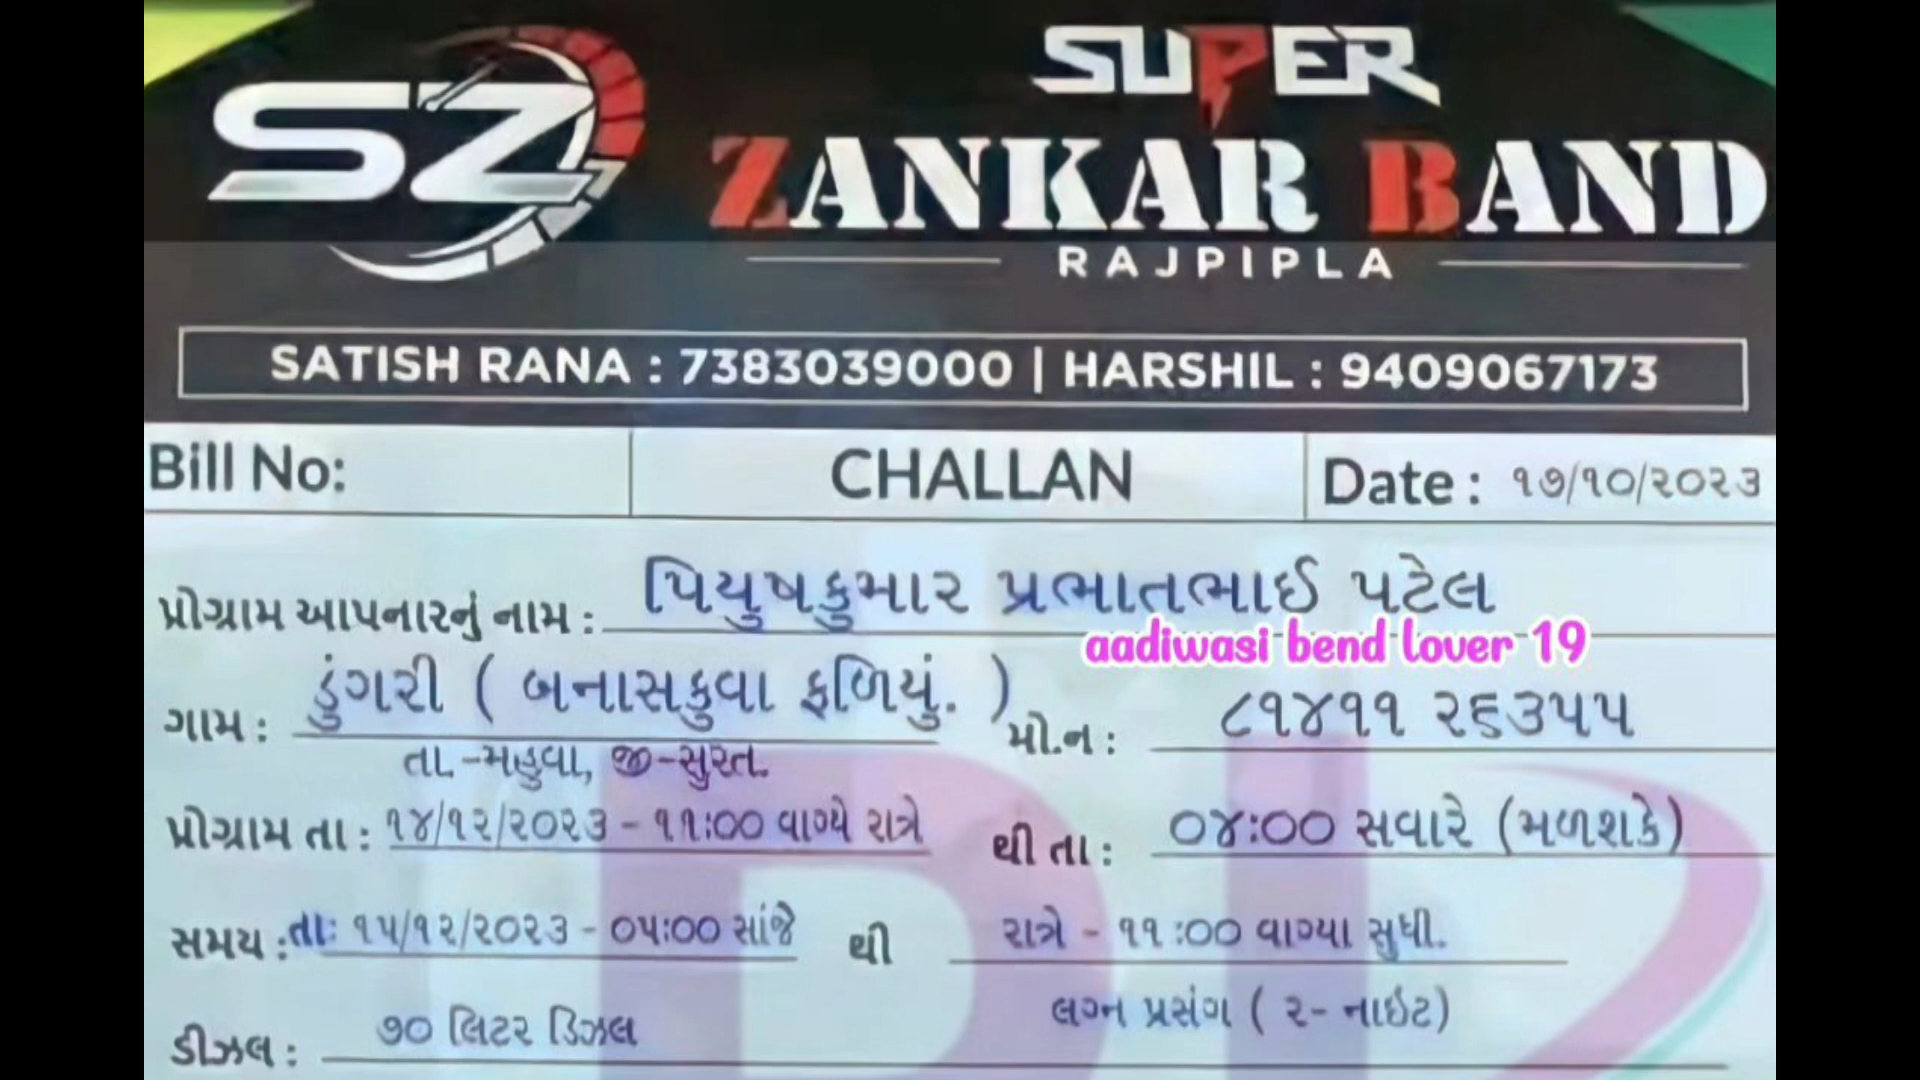 SZ SUPER
ZANKAR BAND
RAJPIPLA
SATISH RANA : 7383039000 | HARSHIL : 9409067173
Bill No: CHALLAN Date : ૧૭/૧૦/૨૦૨૩
પ્રોગ્રામ આપનારનું નામ : પિયુષકુમાર પ્રભાતભાઈ પટેલ
aadiwasi bend lover 19
ગામ : ડુંગરી ( બનાસકુવા ફળિયું. ) મો.ન : ૮૧૪૧૧ ૨૬૩૫૫
તા.-મહુવા, જી-સુરત.
પ્રોગ્રામ તા : ૧૪/૧૨/૨૦૨૩ - ૧૧:૦૦ વાગ્યે રાત્રે થી તા : ૦૪:૦૦ સવારે (મળશકે)
સમય : તા: ૧૫/૧૨/૨૦૨૩ - ૦૫:૦૦ સાંજે થી રાત્રે - ૧૧:૦૦ વાગ્યા સુધી.
લગ્ન પ્રસંગ ( ૨- નાઇટ)
ડીઝલ : ૭૦ લિટર ડિઝલ